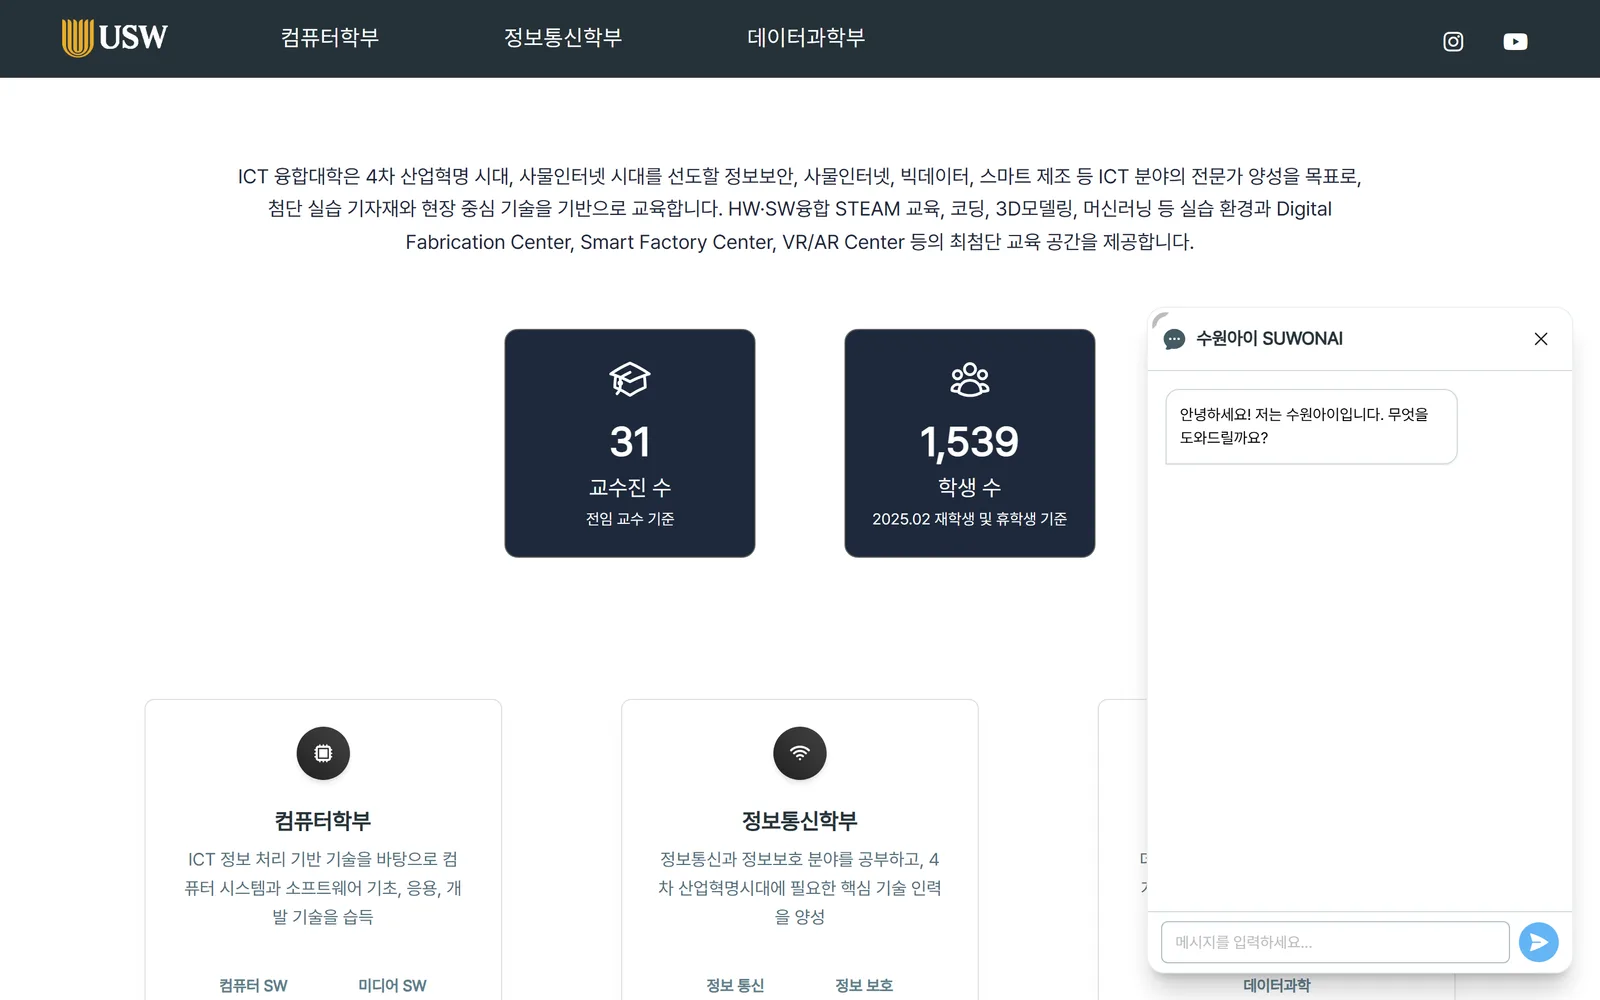 USW
컴퓨터학부
정보통신학부
데이터과학부
ICT 융합대학은 4차 산업혁명 시대, 사물인터넷 시대를 선도할 정보보안, 사물인터넷, 빅데이터, 스마트 제조 등 ICT 분야의 전문가 양성을 목표로,
첨단 실습 기자재와 현장 중심 기술을 기반으로 교육합니다. HW·SW융합 STEAM 교육, 코딩, 3D모델링, 머신러닝 등 실습 환경과 Digital
Fabrication Center, Smart Factory Center, VR/AR Center 등의 최첨단 교육 공간을 제공합니다.
31
교수진 수
전임 교수 기준
1,539
학생 수
2025.02 재학생 및 휴학생 기준
수원아이 SUWONAI
안녕하세요! 저는 수원아이입니다. 무엇을
도와드릴까요?
메시지를 입력하세요...
컴퓨터학부
ICT 정보 처리 기반 기술을 바탕으로 컴
퓨터 시스템과 소프트웨어 기초, 응용, 개
발 기술을 습득
컴퓨터 SW
미디어 SW
정보통신학부
정보통신과 정보보호 분야를 공부하고, 4
차 산업혁명시대에 필요한 핵심 기술 인력
을 양성
정보 통신
정보 보호
데이터과학